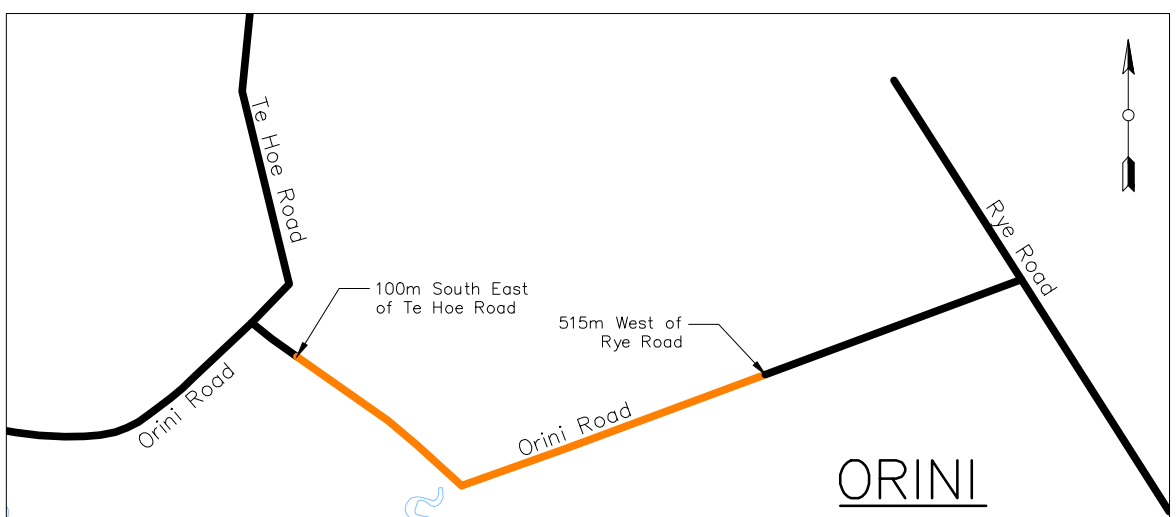 Te Hoe Road
Rye Road
100m South East
of Te Hoe Road
515m West of
Rye Road
Orini Road
Orini Road
ORINI